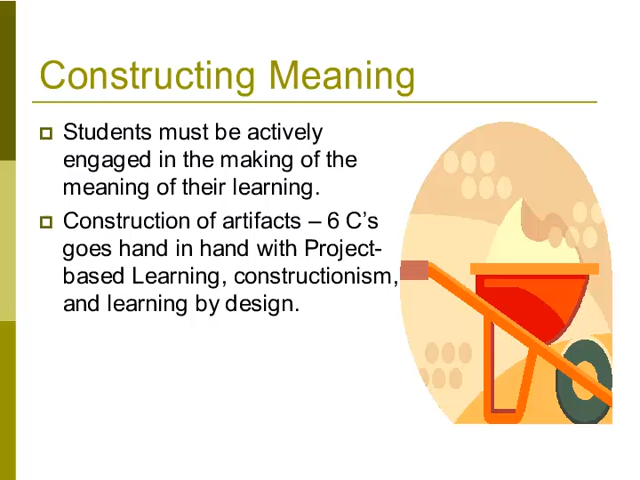 Constructing Meaning
Students must be actively
engaged in the making of the
meaning of their learning.
Construction of artifacts – 6 C’s
goes hand in hand with Project-
based Learning, constructionism,
and learning by design.